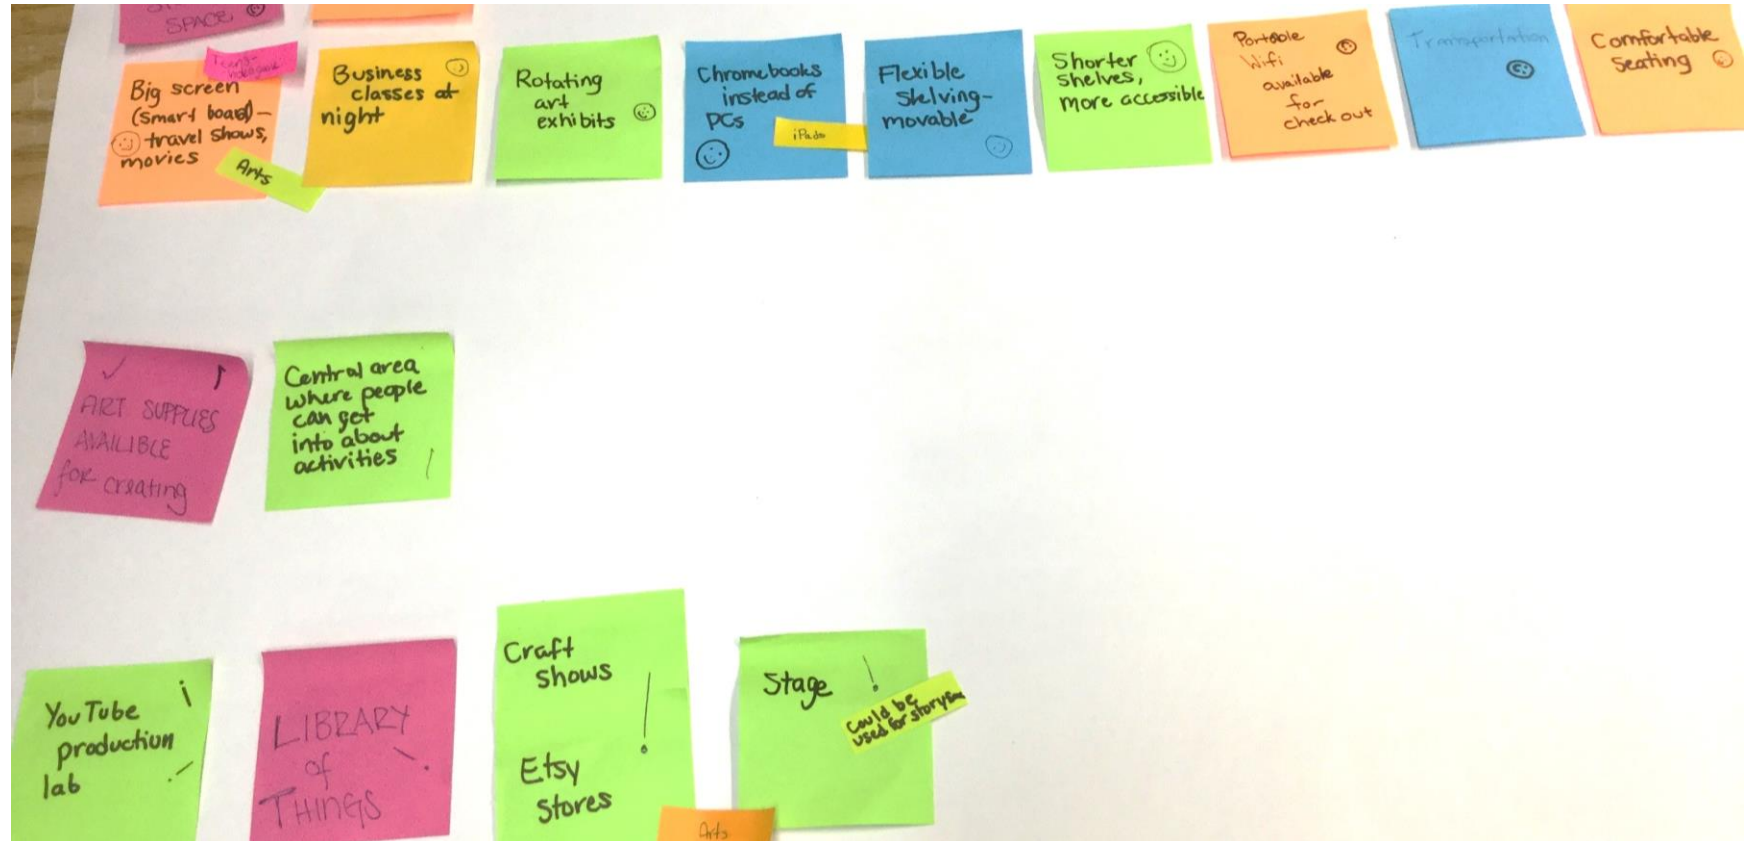 SPACE
Big screen
(smart board)-
travel shows,
movies
Arts
Business
classes at
night
Rotating
art
exhibits
Chromebooks
instead of
PCs
iPads
Flexible
Shelving-
movable
Shorter
shelves,
more accessible
Portable
Wifi
available
for
check out
Transportation
Comfortable
Seating
ART SUPPLIES
AVAILIBLE
for creating
Central area
where people
can get
into about
activities
YouTube
production
lab
LIBRARY
of
THINGS
Craft
shows
Etsy
Stores
Arts
Stage
Could be
used for storytime